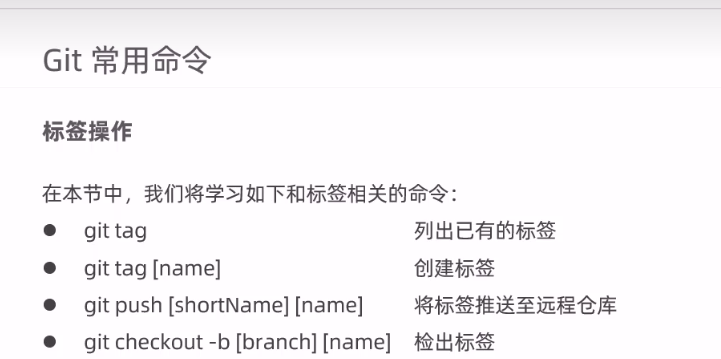 Git 常用命令
标签操作
在本节中，我们将学习如下和标签相关的命令：
● git tag 列出已有的标签
● git tag [name] 创建标签
● git push [shortName] [name] 将标签推送至远程仓库
● git checkout -b [branch] [name] 检出标签